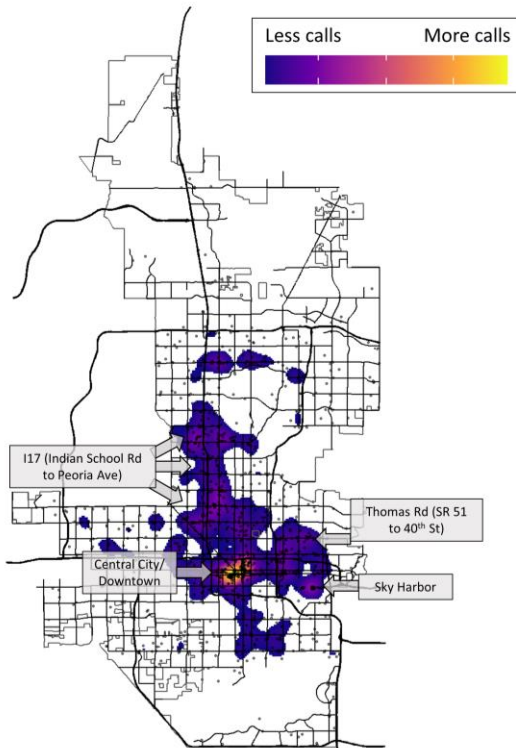 Less calls More calls
I17 (Indian School Rd
to Peoria Ave)
Thomas Rd (SR 51
to 40th St)
Central City/
Downtown
Sky Harbor